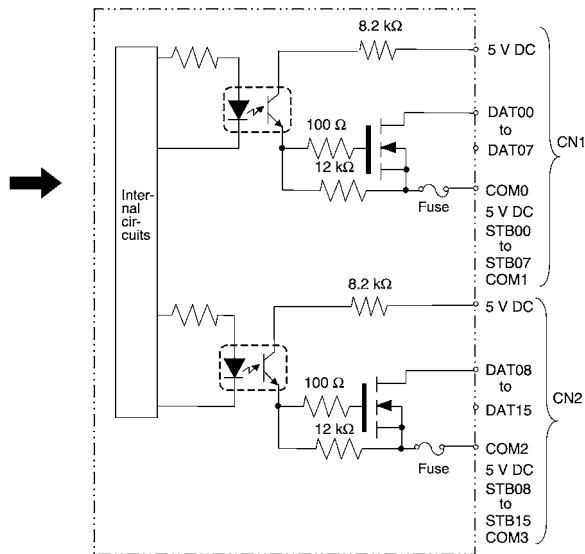 8.2 kΩ
5 V DC
DAT00
to
DAT07
100 Ω
12 kΩ
COM0
Fuse
5 V DC
STB00
to
STB07
COM1
CN1
Inter-
nal
cir-
cuits
8.2 kΩ
5 V DC
DAT08
to
DAT15
100 Ω
12 kΩ
COM2
Fuse
5 V DC
STB08
to
STB15
COM3
CN2